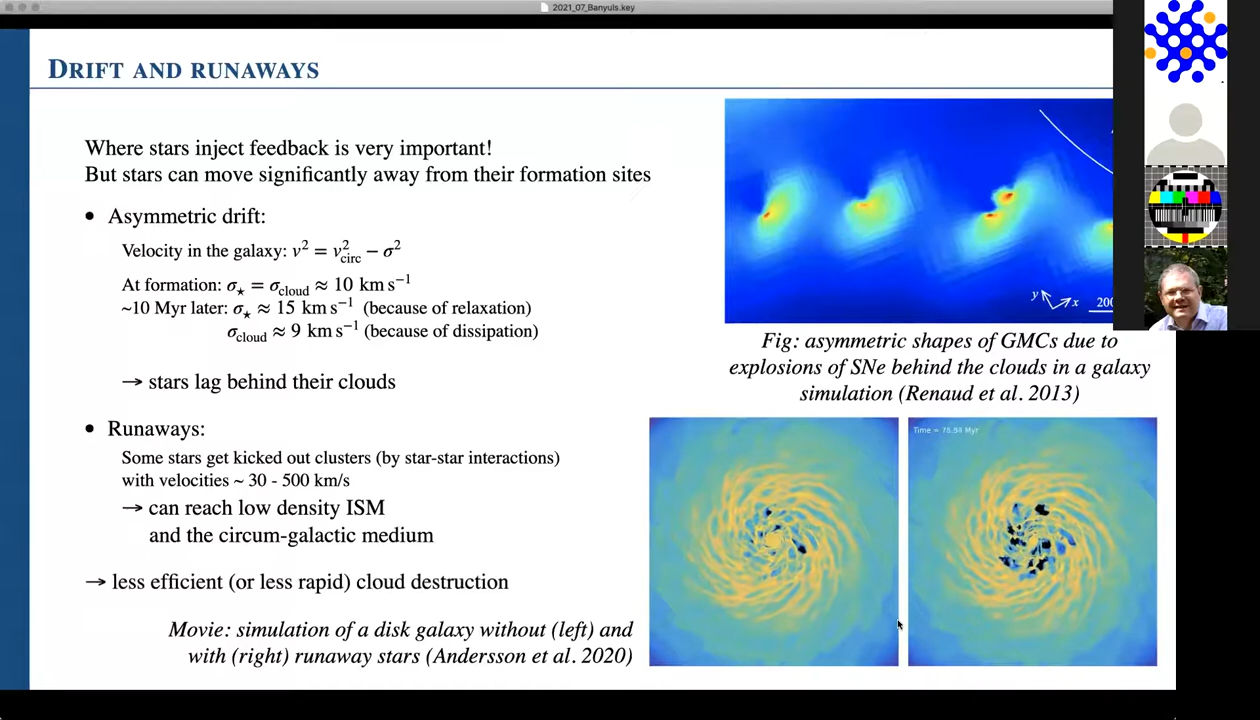 2021_07_Banyuls.key
DRIFT AND RUNAWAYS
Where stars inject feedback is very important!
But stars can move significantly away from their formation sites
• Asymmetric drift:
Velocity in the galaxy: v² = v²circ − σ²
At formation: σ⋆ = σcloud ≈ 10 km s⁻¹
~10 Myr later: σ⋆ ≈ 15 km s⁻¹ (because of relaxation)
σcloud ≈ 9 km s⁻¹ (because of dissipation)
→ stars lag behind their clouds
• Runaways:
Some stars get kicked out clusters (by star-star interactions)
with velocities ~ 30 - 500 km/s
→ can reach low density ISM
and the circum-galactic medium
→ less efficient (or less rapid) cloud destruction
Movie: simulation of a disk galaxy without (left) and
with (right) runaway stars (Andersson et al. 2020)
y x 200
Fig: asymmetric shapes of GMCs due to
explosions of SNe behind the clouds in a galaxy
simulation (Renaud et al. 2013)
Time = 76.94 Myr